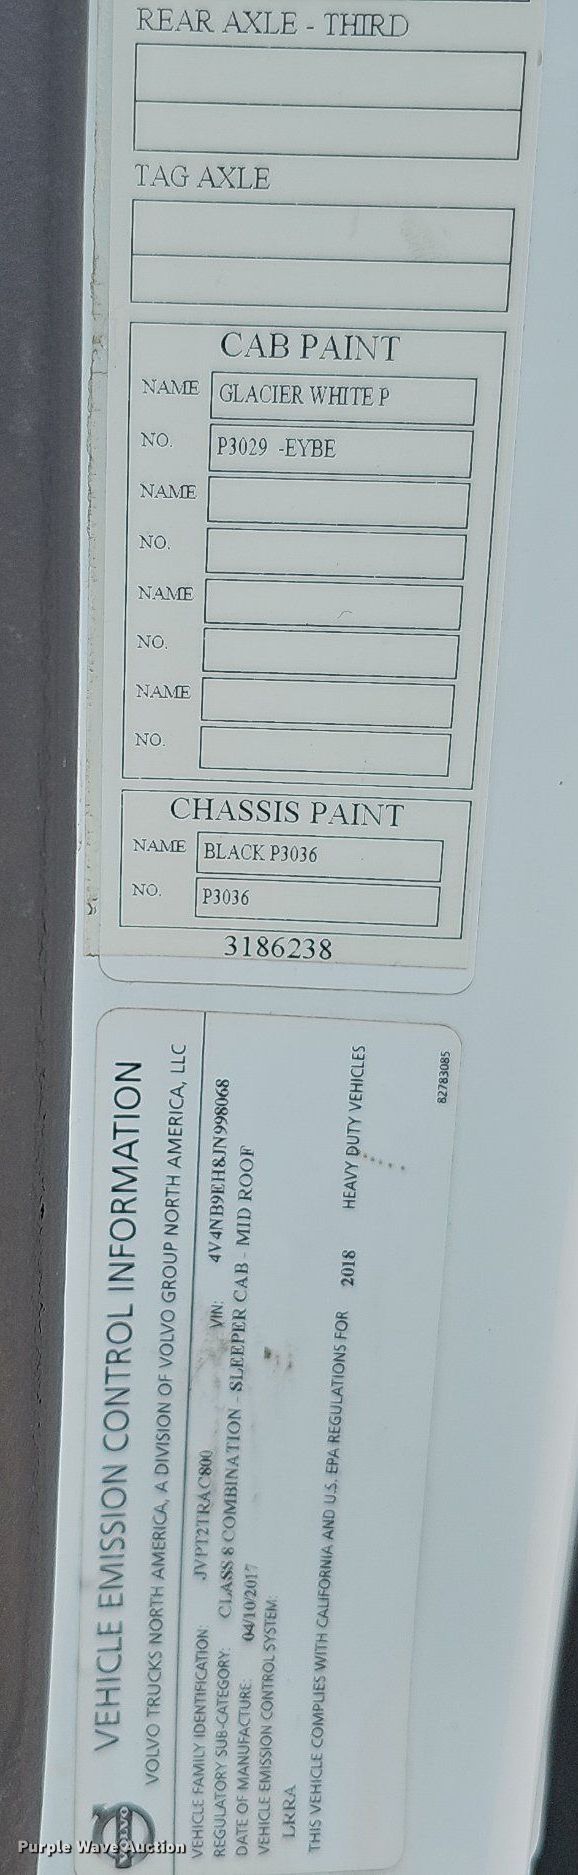 REAR AXLE - THIRD
TAG AXLE
CAB PAINT
NAME GLACIER WHITE P
NO. P3029 -EYBE
NAME
NO.
NAME
NO.
NAME
NO.
CHASSIS PAINT
NAME BLACK P3036
NO. P3036
3186238
VEHICLE EMISSION CONTROL INFORMATION
VOLVO TRUCKS NORTH AMERICA, A DIVISION OF VOLVO GROUP NORTH AMERICA, LLC
VEHICLE FAMILY IDENTIFICATION: JVPT2TRAC800 VIN: 4V4NB9EH8JN998068
REGULATORY SUB-CATEGORY: CLASS 8 COMBINATION - SLEEPER CAB - MID ROOF
DATE OF MANUFACTURE: 04/10/2017
VEHICLE EMISSION CONTROL SYSTEM:
LRRA
THIS VEHICLE COMPLIES WITH CALIFORNIA AND U.S. EPA REGULATIONS FOR 2018 HEAVY DUTY VEHICLES
82783085
VOLVO
Purple Wave Auction